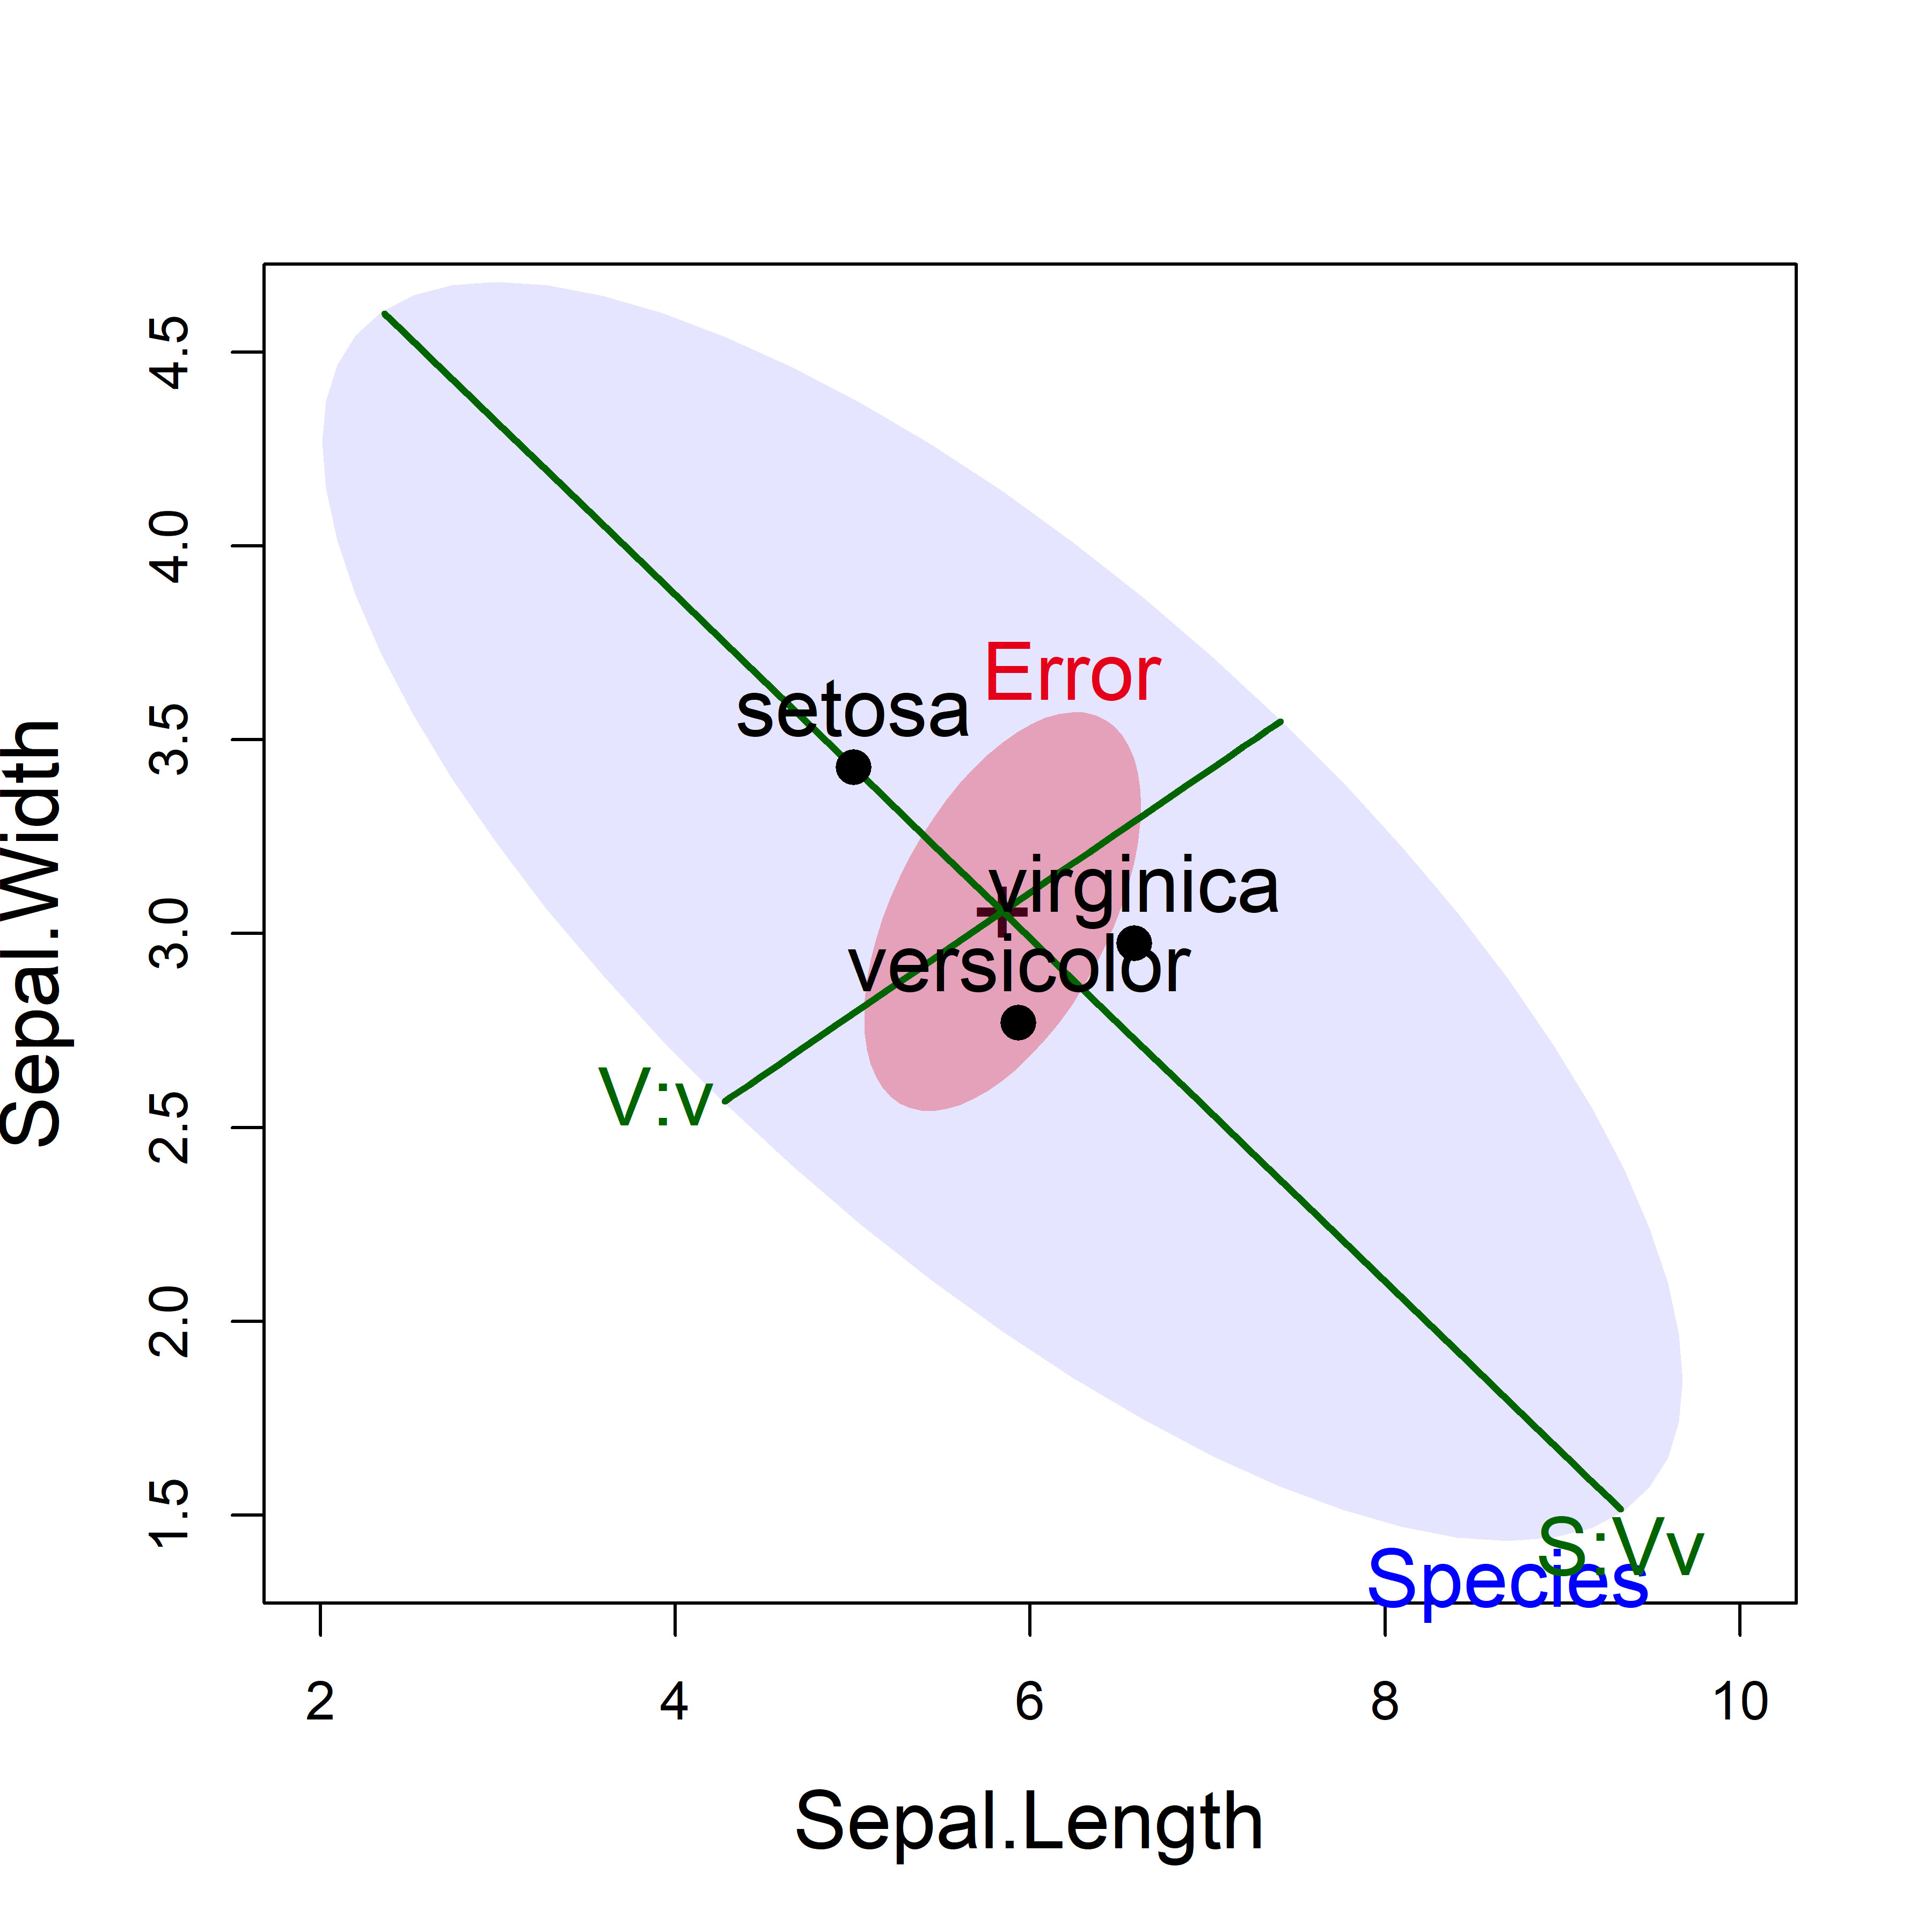 4.5
4.0
3.5
3.0
2.5
2.0
1.5
Sepal.Width
Error
setosa
virginica
versicolor
V:v
S:Vv
Species
2 4 6 8 10
Sepal.Length